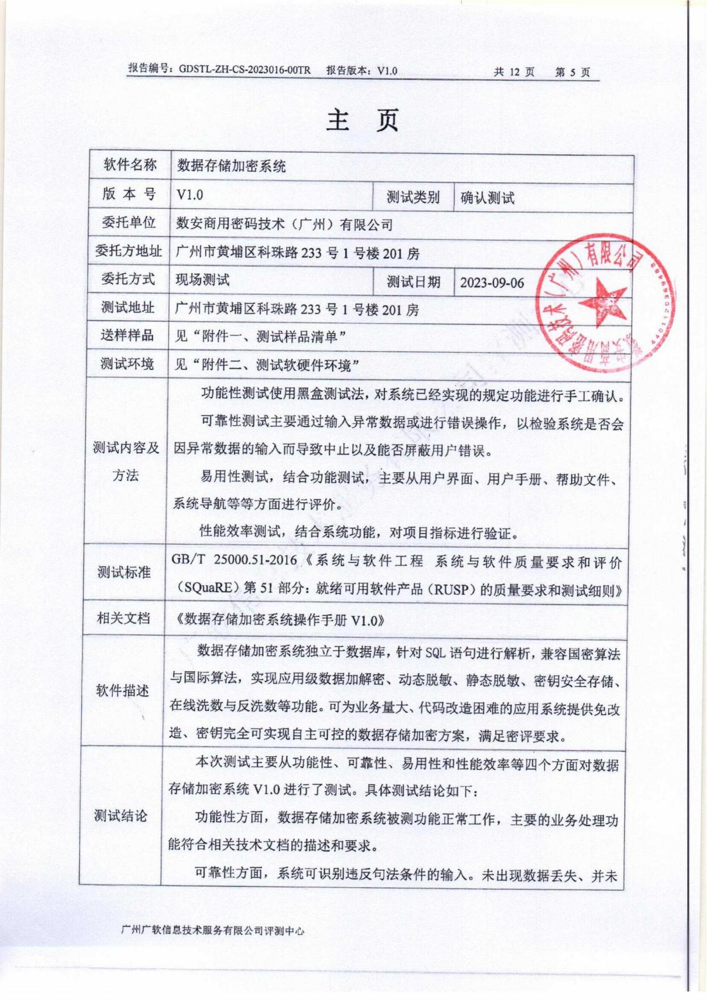 报告编号：GDSTL-ZH-CS-2023016-00TR 报告版本：V1.0 共 12 页 第 5 页
主 页
软件名称 数据存储加密系统
版 本 号 V1.0 测试类别 确认测试
委托单位 数安商用密码技术（广州）有限公司
委托方地址 广州市黄埔区科珠路 233 号 1 号楼 201 房
委托方式 现场测试 测试日期 2023-09-06
测试地址 广州市黄埔区科珠路 233 号 1 号楼 201 房
送样样品 见“附件一、测试样品清单”
测试环境 见“附件二、测试软硬件环境”
测试内容及
方法
功能性测试使用黑盒测试法，对系统已经实现的规定功能进行手工确认。
可靠性测试主要通过输入异常数据或进行错误操作，以检验系统是否会
因异常数据的输入而导致中止以及能否屏蔽用户错误。
易用性测试，结合功能测试，主要从用户界面、用户手册、帮助文件、
系统导航等等方面进行评价。
性能效率测试，结合系统功能，对项目指标进行验证。
测试标准
GB/T 25000.51-2016《系统与软件工程 系统与软件质量要求和评价
（SQuaRE）第 51 部分：就绪可用软件产品（RUSP）的质量要求和测试细则》
相关文档 《数据存储加密系统操作手册 V1.0》
软件描述
数据存储加密系统独立于数据库，针对 SQL 语句进行解析，兼容国密算法
与国际算法，实现应用级数据加解密、动态脱敏、静态脱敏、密钥安全存储、
在线洗数与反洗数等功能。可为业务量大、代码改造困难的应用系统提供免改
造、密钥完全可实现自主可控的数据存储加密方案，满足密评要求。
测试结论
本次测试主要从功能性、可靠性、易用性和性能效率等四个方面对数据
存储加密系统 V1.0 进行了测试。具体测试结论如下：
功能性方面，数据存储加密系统被测功能正常工作，主要的业务处理功
能符合相关技术文档的描述和要求。
可靠性方面，系统可识别违反句法条件的输入。未出现数据丢失、并未
数安商用密码技术（广州）有限公司
广州广软信息技术服务有限公司评测中心